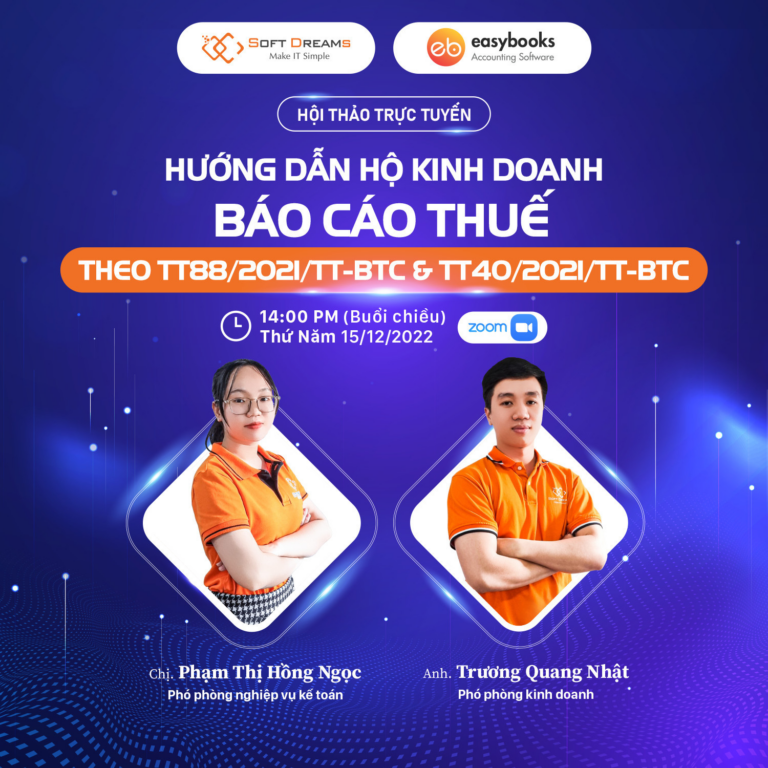 SOFT DREAMS
Make IT Simple
eb easybooks
Accounting Software
HỘI THẢO TRỰC TUYẾN
HƯỚNG DẪN HỘ KINH DOANH
BÁO CÁO THUẾ
THEO TT88/2021/TT-BTC & TT40/2021/TT-BTC
14:00 PM (Buổi chiều)
Thứ Năm 15/12/2022
zoom
Chị. Phạm Thị Hồng Ngọc
Phó phòng nghiệp vụ kế toán
Anh. Trương Quang Nhật
Phó phòng kinh doanh